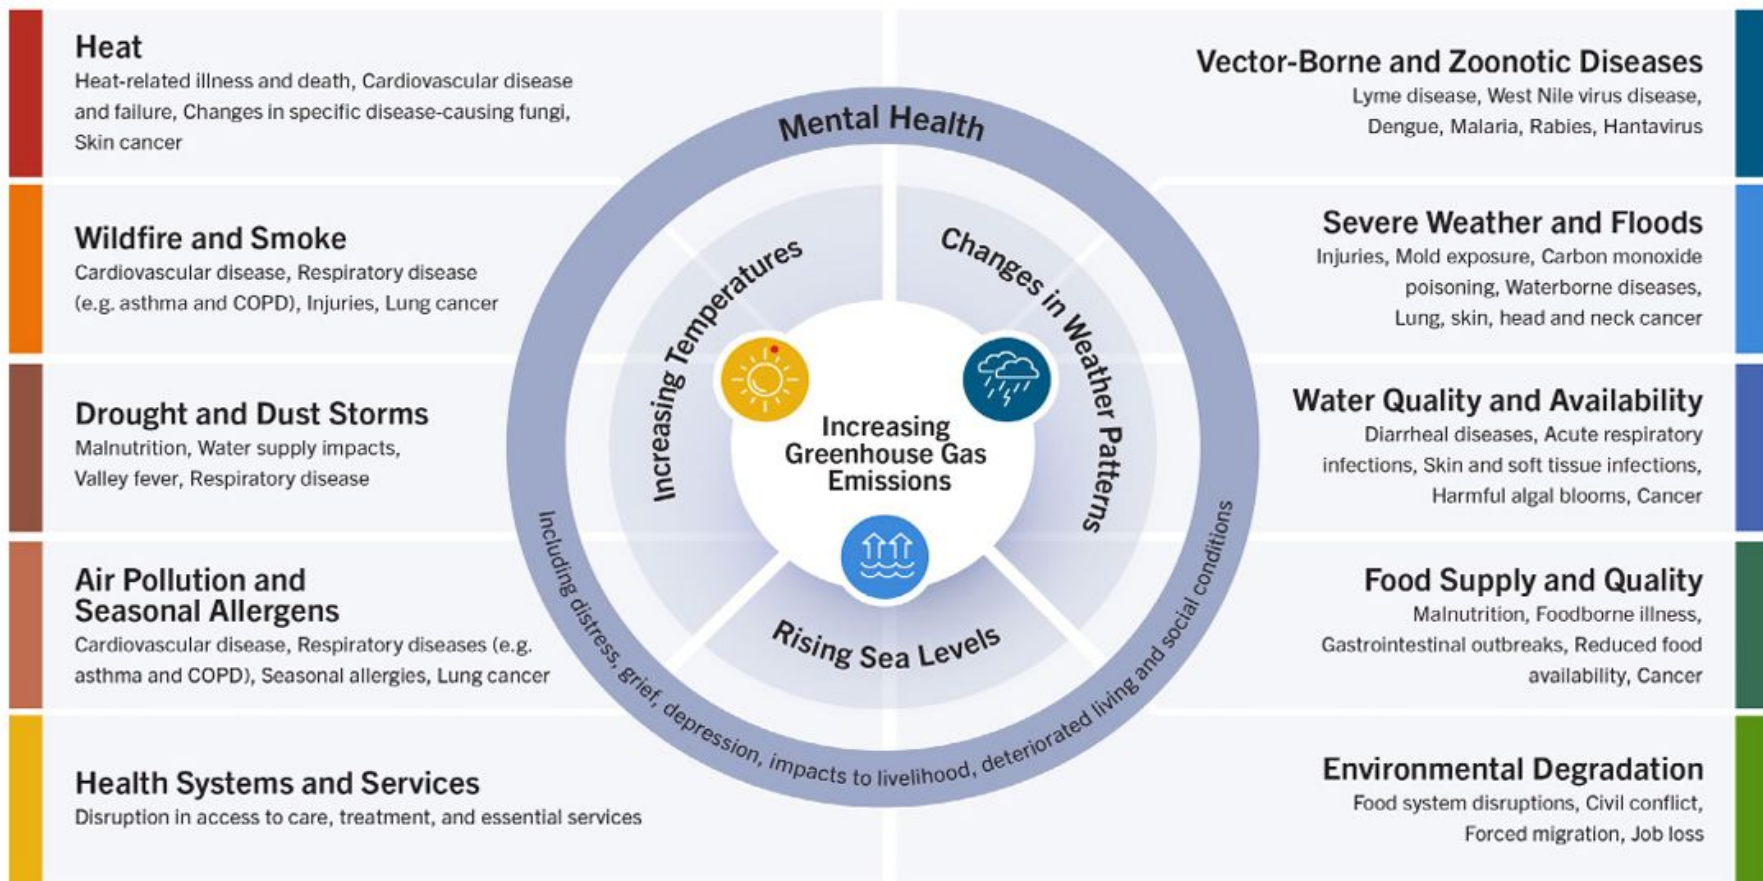 Heat
Heat-related illness and death, Cardiovascular disease
and failure, Changes in specific disease-causing fungi,
Skin cancer
Wildfire and Smoke
Cardiovascular disease, Respiratory disease
(e.g. asthma and COPD), Injuries, Lung cancer
Drought and Dust Storms
Malnutrition, Water supply impacts,
Valley fever, Respiratory disease
Air Pollution and
Seasonal Allergens
Cardiovascular disease, Respiratory diseases (e.g.
asthma and COPD), Seasonal allergies, Lung cancer
Health Systems and Services
Disruption in access to care, treatment, and essential services
Mental Health
Increasing Temperatures
Changes in Weather Patterns
Increasing
Greenhouse Gas
Emissions
Rising Sea Levels
Including distress, grief, depression, impacts to livelihood, deteriorated living and social conditions
Vector-Borne and Zoonotic Diseases
Lyme disease, West Nile virus disease,
Dengue, Malaria, Rabies, Hantavirus
Severe Weather and Floods
Injuries, Mold exposure, Carbon monoxide
poisoning, Waterborne diseases,
Lung, skin, head and neck cancer
Water Quality and Availability
Diarrheal diseases, Acute respiratory
infections, Skin and soft tissue infections,
Harmful algal blooms, Cancer
Food Supply and Quality
Malnutrition, Foodborne illness,
Gastrointestinal outbreaks, Reduced food
availability, Cancer
Environmental Degradation
Food system disruptions, Civil conflict,
Forced migration, Job loss